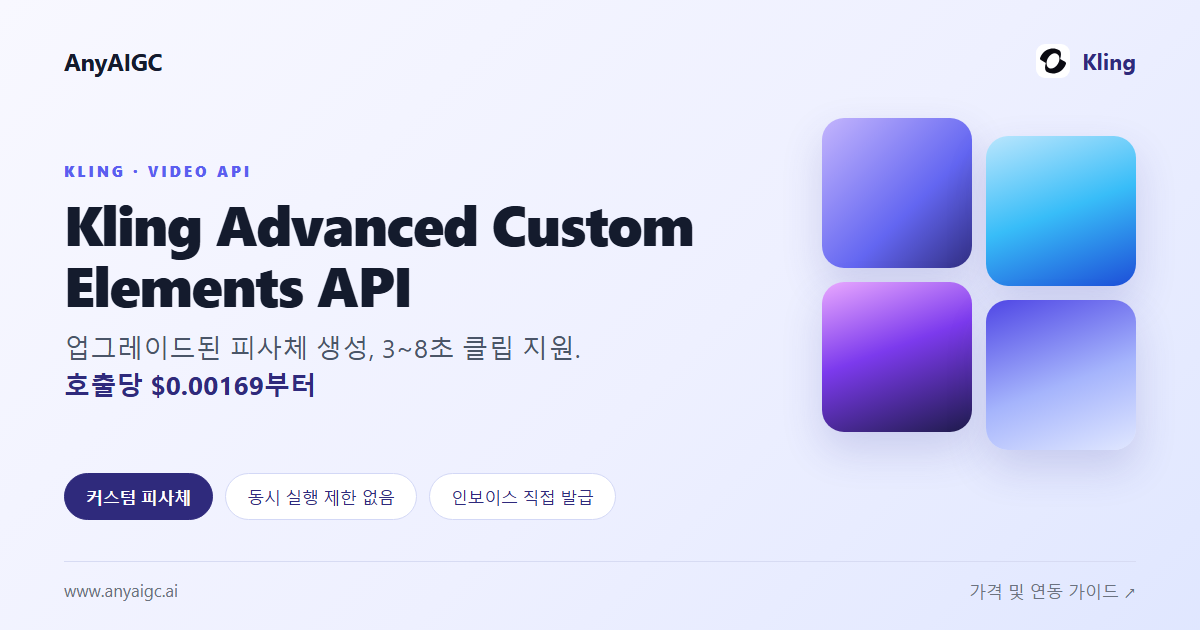 AnyAIGC
Kling
KLING · VIDEO API
Kling Advanced Custom
Elements API
업그레이드된 피사체 생성, 3~8초 클립 지원.
호출당 $0.00169부터
커스텀 피사체
동시 실행 제한 없음
인보이스 직접 발급
www.anyaigc.ai
가격 및 연동 가이드 ↗